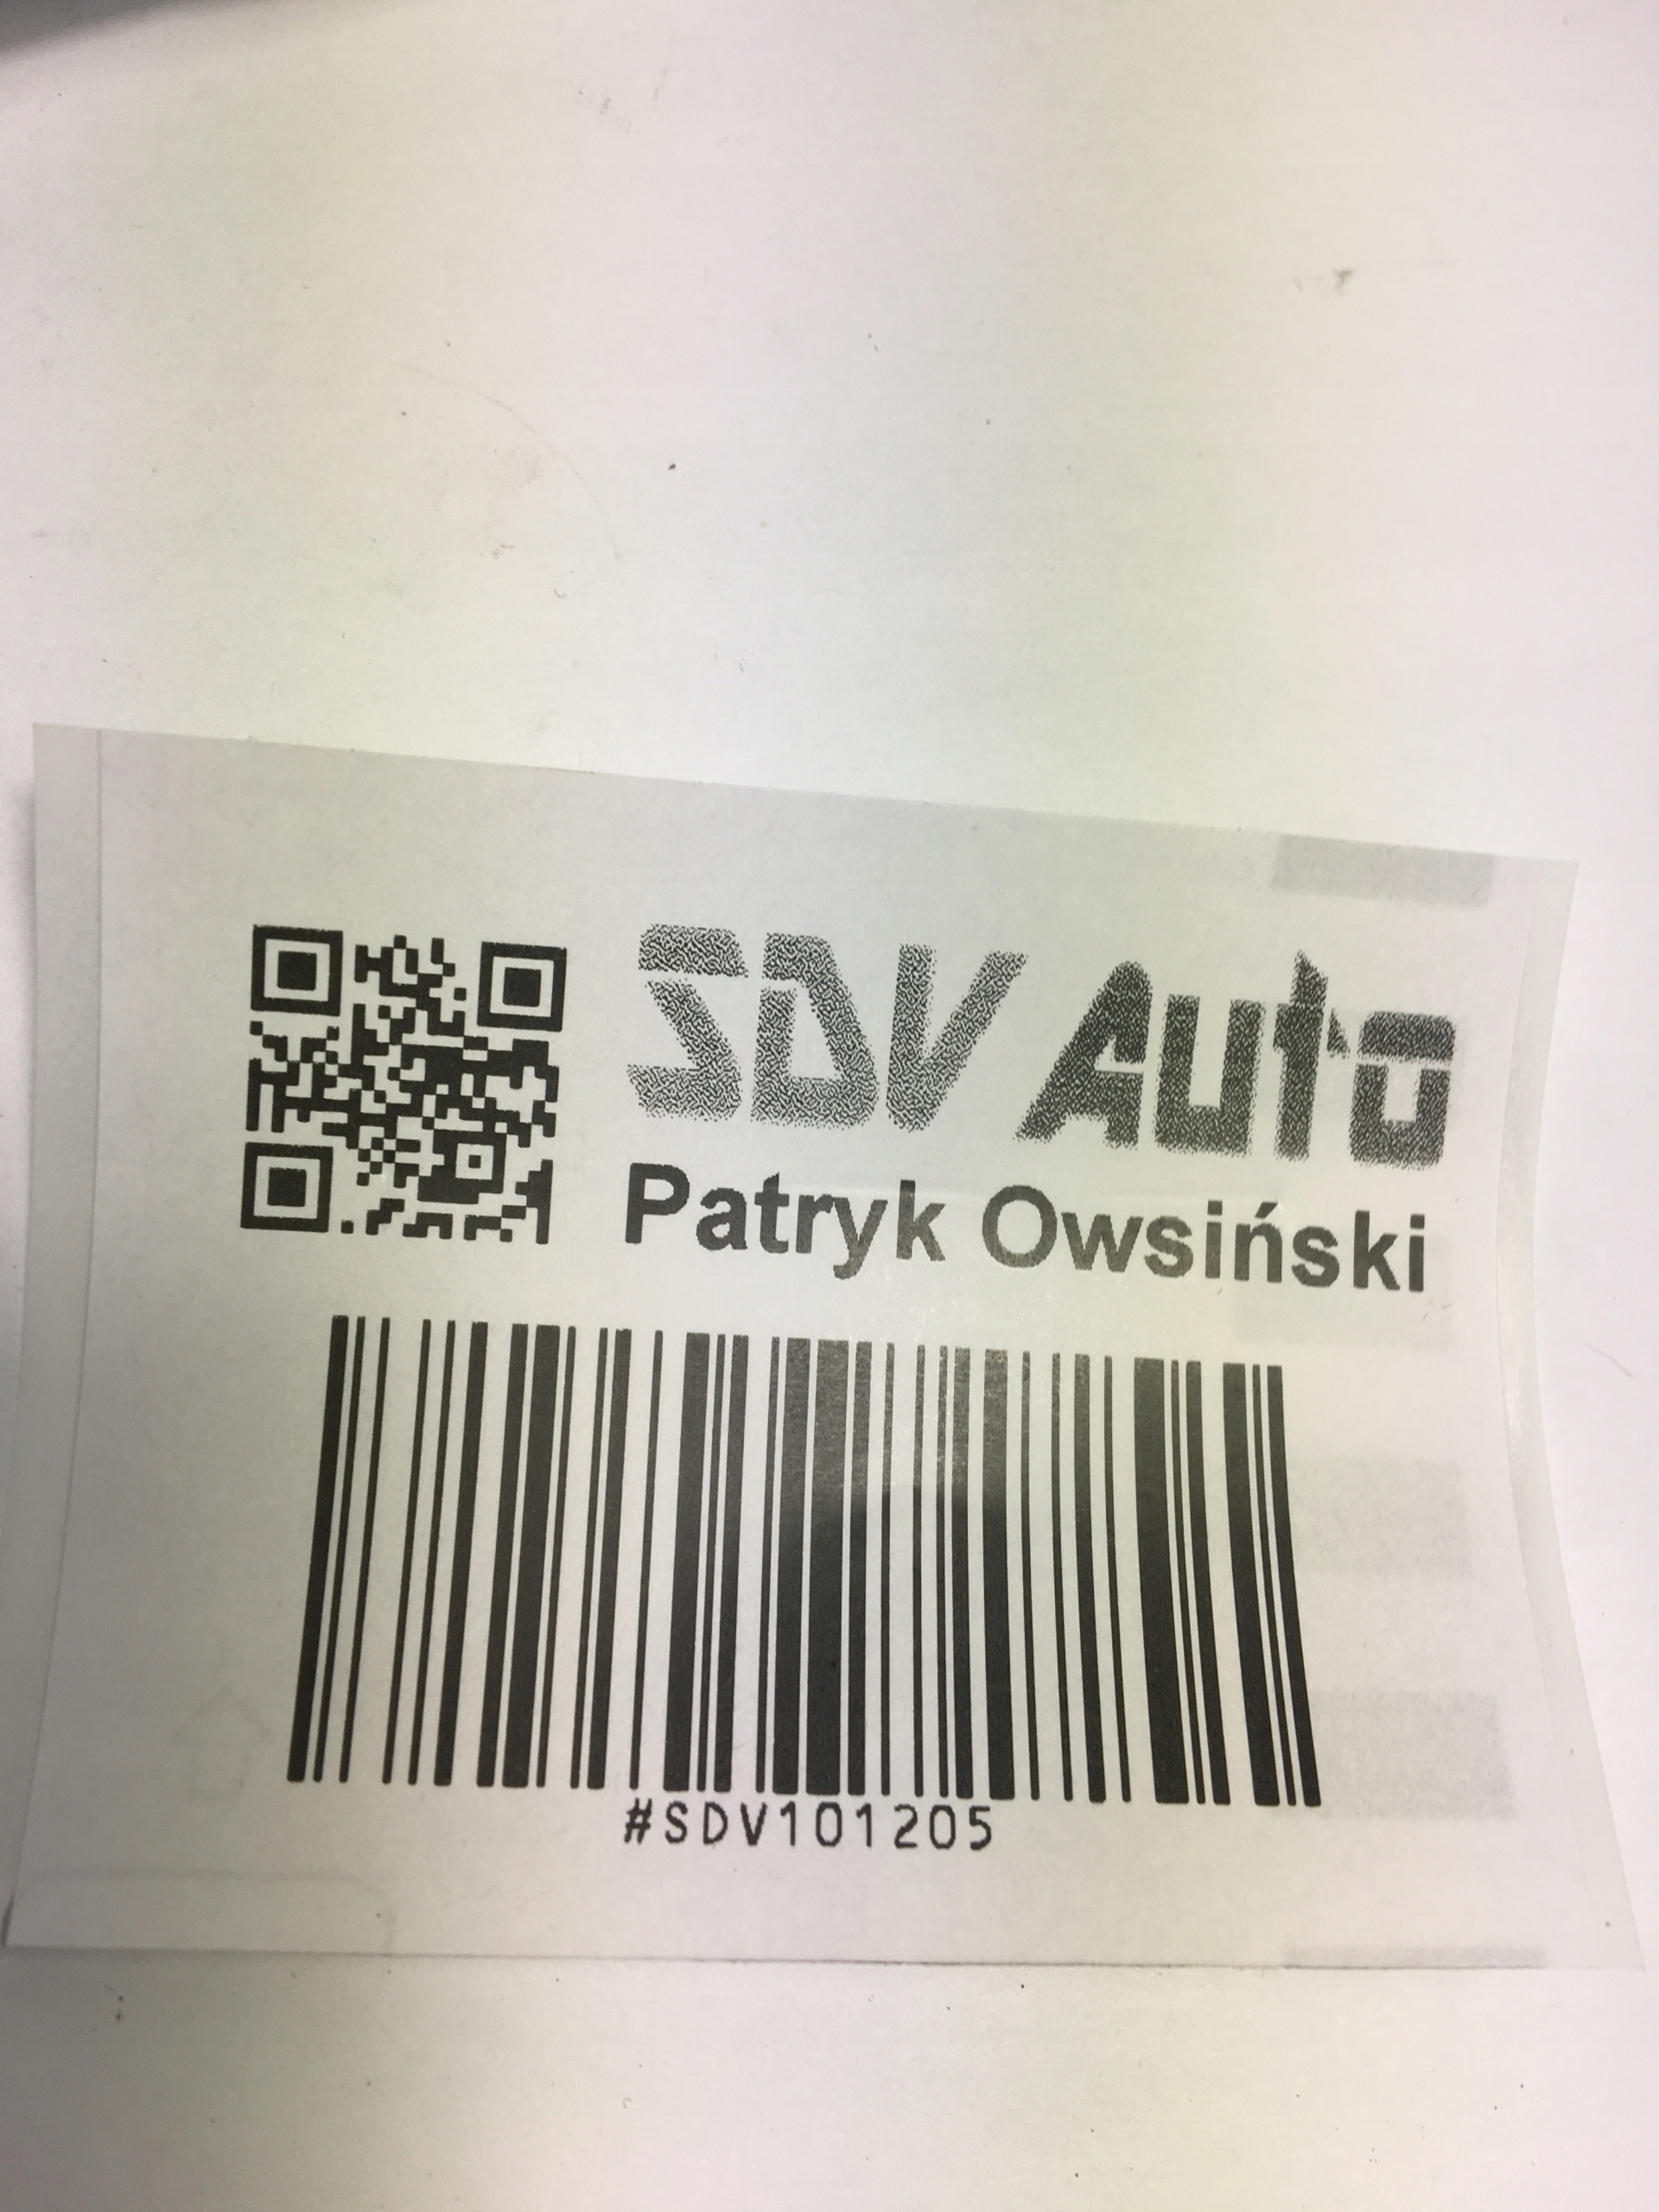 SDV Auto
Patryk Owsiński
#SDV101205